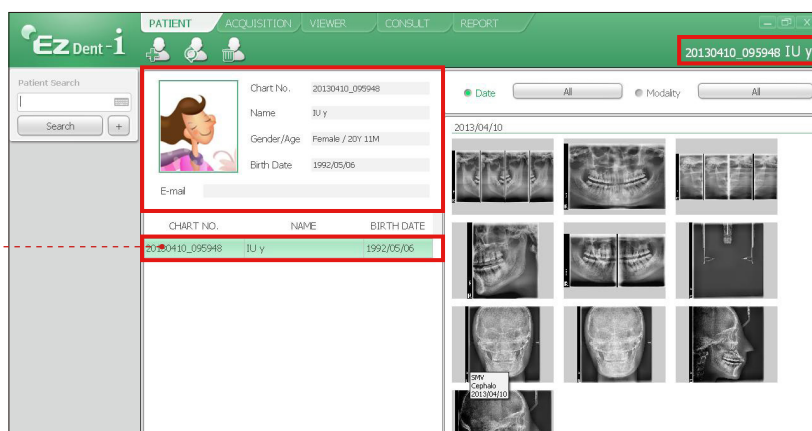 Ez Dent-i
PATIENT ACQUISITION VIEWER CONSULT REPORT
20130410_095948 IU y
Patient Search
Search +
Chart No. 20130410_095948
Name IU y
Gender/Age Female / 20Y 11M
Birth Date 1992/05/06
E-mail
CHART NO. NAME BIRTH DATE
20130410_095948 IU y 1992/05/06
Date All Modality All
2013/04/10
SMV
Cephalo
2013/04/10